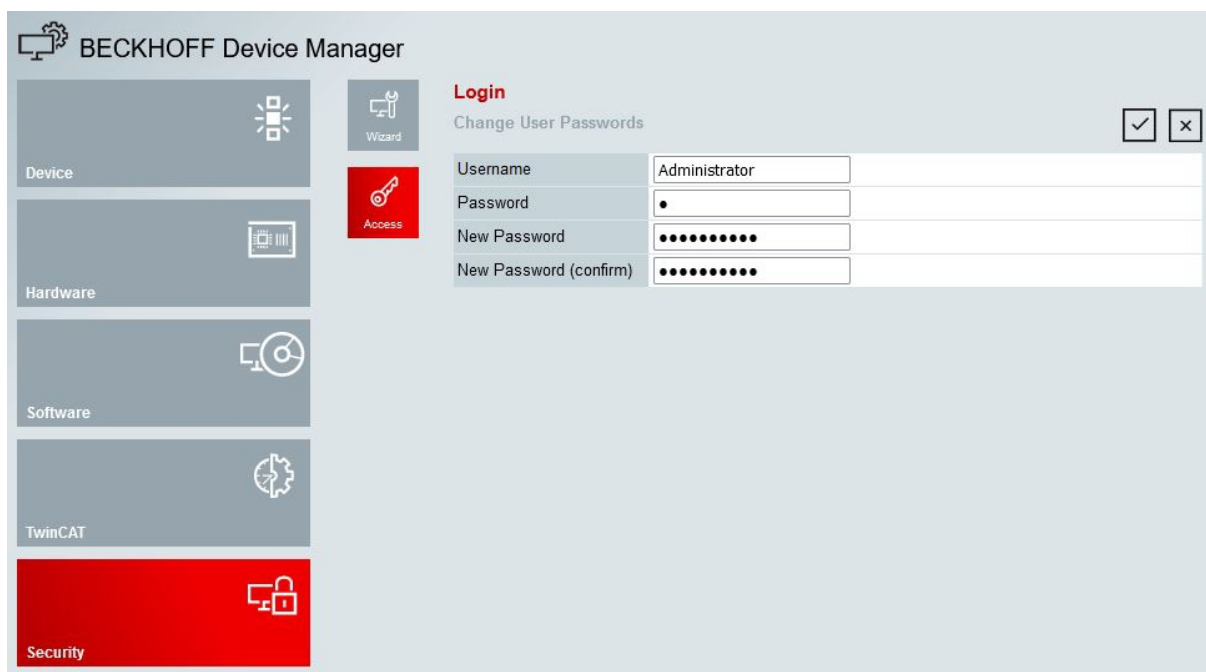 BECKHOFF Device Manager
Device
Hardware
Software
TwinCAT
Security
Wizard
Access
Login
Change User Passwords
Username Administrator
Password ●
New Password ●●●●●●●●●●
New Password (confirm) ●●●●●●●●●●